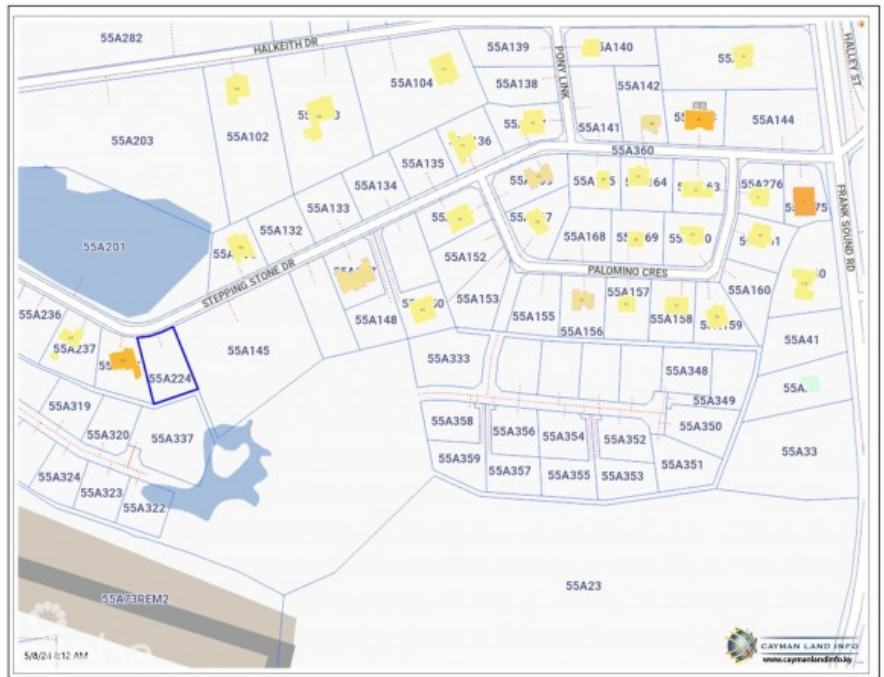 55A282
HALKEITH DR
55A139
55A140
HALLEY ST
55A104
55A138
PONY LINK
55A142
55A203
55A102
55A141
55A144
55A135
55A360
55A134
55A133
55A276
55A132
55A201
55A168
55A152
FRANK SOUND RD
STEPPING STONE DR
PALOMINO CRES
55A153
55A160
55A157
55A236
55A148
55A155
55A158
55A156
55A237
55A145
55A41
55A333
55A348
55A224
55A349
55A319
55A358
55A350
55A320
55A337
55A356
55A354
55A352
55A33
55A359
55A351
55A324
55A357
55A355
55A353
55A323
55A322
55A23
55A73REM2
CAYMAN LAND INFO
www.caymanlandinfo.ky